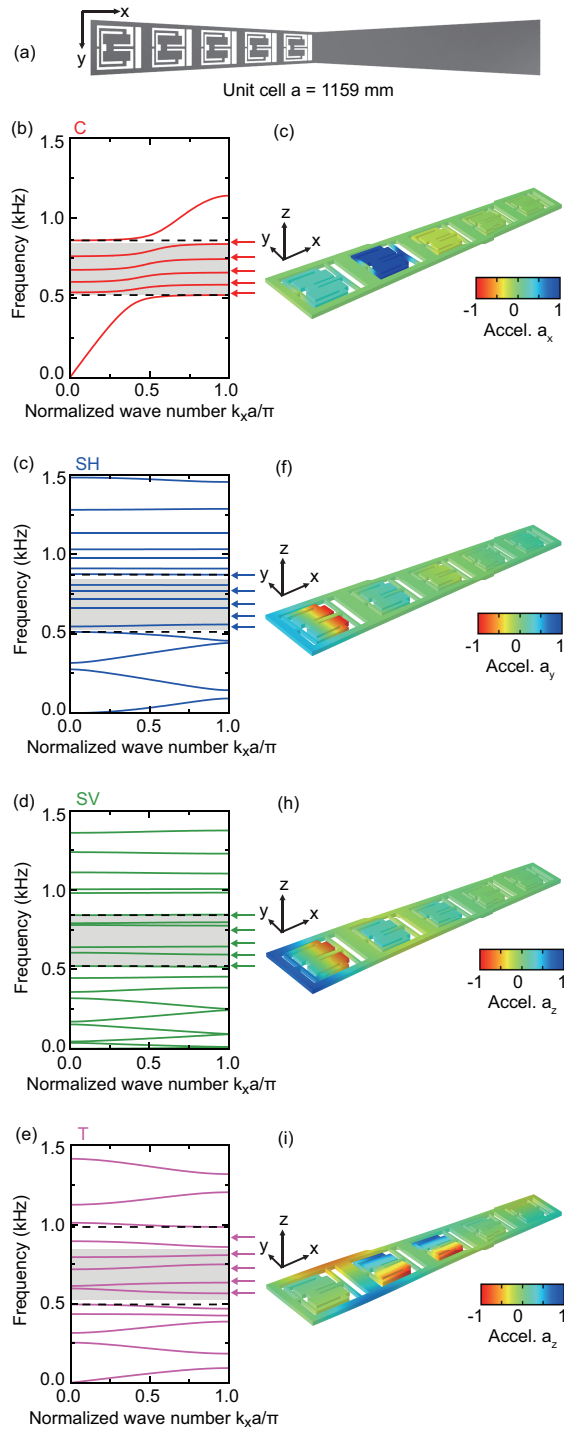 x
y
(a)
Unit cell a = 1159 mm
(b) C
1.5
1.0
0.5
0.0
Frequency (kHz)
0.0 0.5 1.0
Normalized wave number kₓa/π
(c)
z
y x
-1 0 1
Accel. aₓ
(c) SH
1.5
1.0
0.5
0.0
Frequency (kHz)
0.0 0.5 1.0
Normalized wave number kₓa/π
(f)
z
y x
-1 0 1
Accel. a_y
(d) SV
1.5
1.0
0.5
0.0
Frequency (kHz)
0.0 0.5 1.0
Normalized wave number kₓa/π
(h)
z
y x
-1 0 1
Accel. a_z
(e) T
1.5
1.0
0.5
0.0
Frequency (kHz)
0.0 0.5 1.0
Normalized wave number kₓa/π
(i)
z
y x
-1 0 1
Accel. a_z